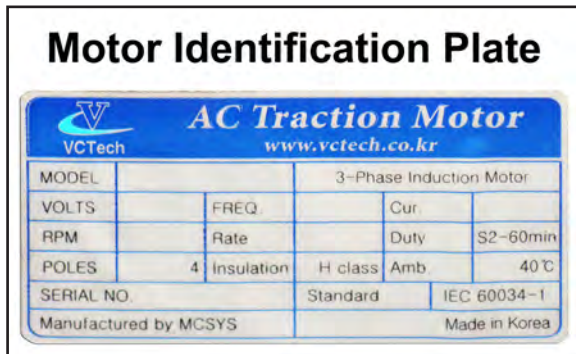 Motor Identification Plate
V
VCTech
AC Traction Motor
www.vctech.co.kr
MODEL 3-Phase Induction Motor
VOLTS FREQ. Cur.
RPM Rate Duty S2-60min
POLES 4 Insulation H class Amb. 40℃
SERIAL NO. Standard IEC 60034-1
Manufactured by MCSYS Made in Korea